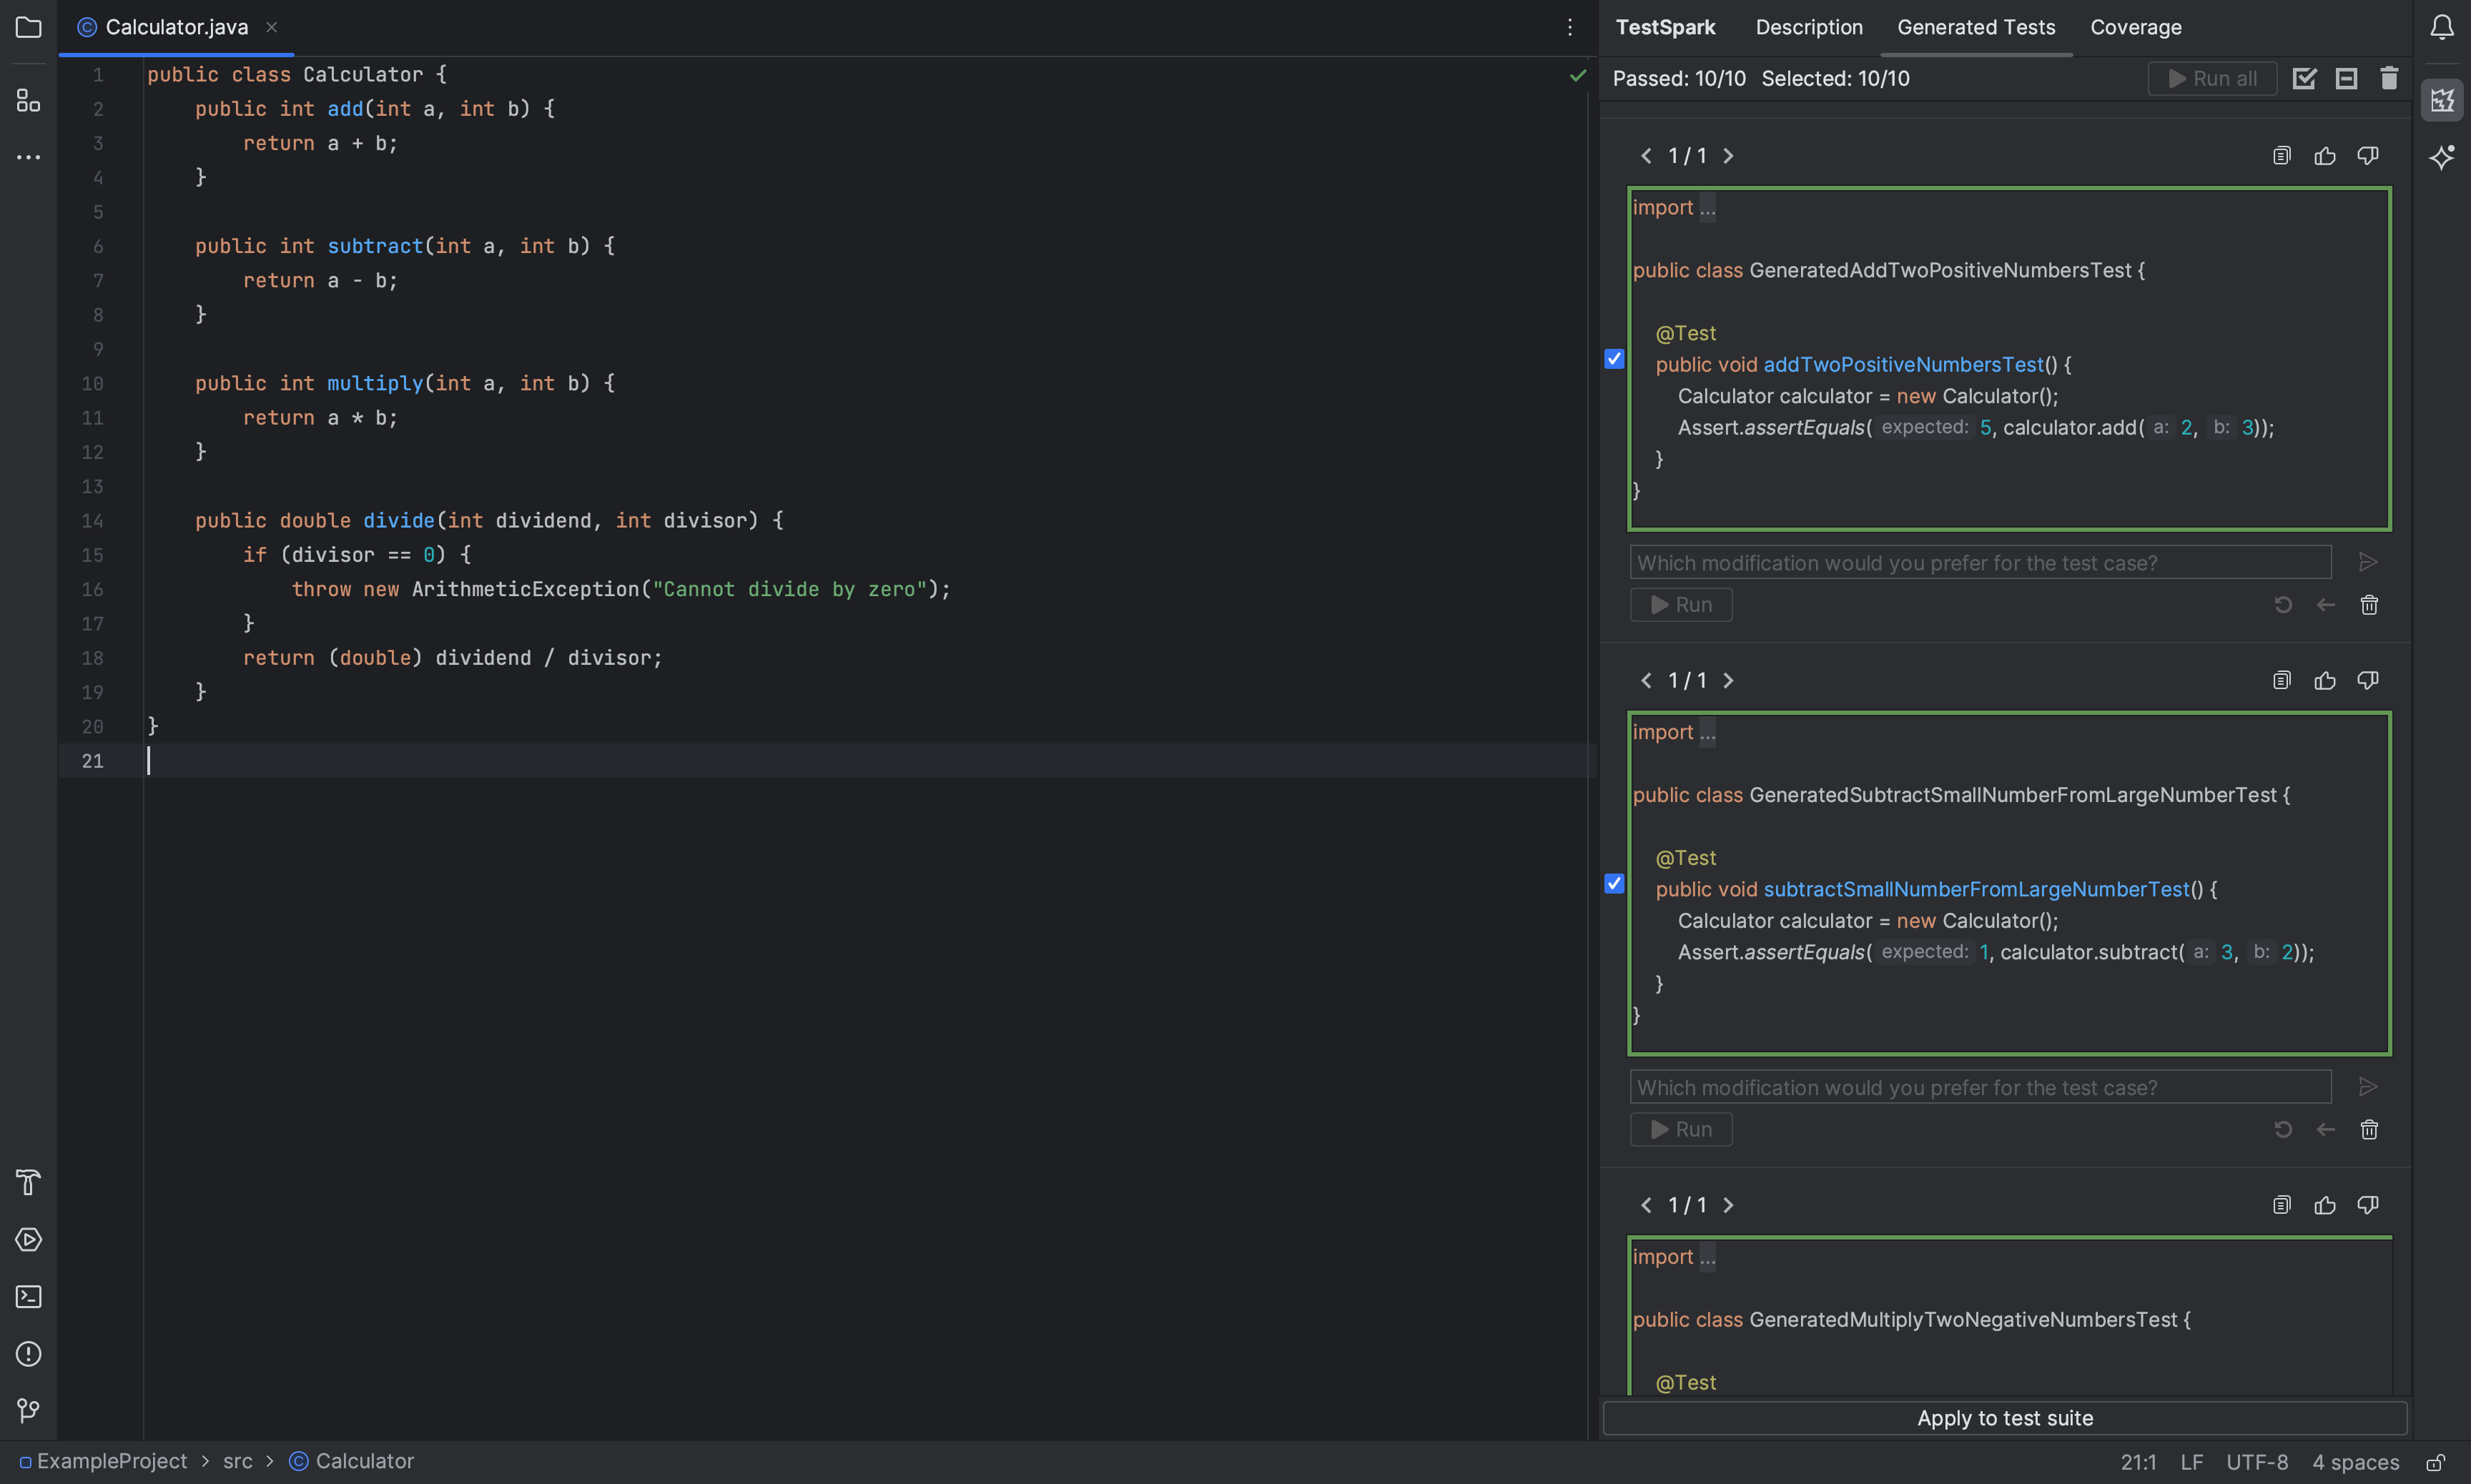 Calculator.java
1 public class Calculator {
2 public int add(int a, int b) {
3 return a + b;
4 }
5
6 public int subtract(int a, int b) {
7 return a - b;
8 }
9
10 public int multiply(int a, int b) {
11 return a * b;
12 }
13
14 public double divide(int dividend, int divisor) {
15 if (divisor == 0) {
16 throw new ArithmeticException("Cannot divide by zero");
17 }
18 return (double) dividend / divisor;
19 }
20 }
21
TestSpark Description Generated Tests Coverage
Passed: 10/10 Selected: 10/10 Run all
1 / 1
import ...
public class GeneratedAddTwoPositiveNumbersTest {
@Test
public void addTwoPositiveNumbersTest() {
Calculator calculator = new Calculator();
Assert.assertEquals( expected: 5, calculator.add( a: 2, b: 3));
}
}
Which modification would you prefer for the test case?
Run
1 / 1
import ...
public class GeneratedSubtractSmallNumberFromLargeNumberTest {
@Test
public void subtractSmallNumberFromLargeNumberTest() {
Calculator calculator = new Calculator();
Assert.assertEquals( expected: 1, calculator.subtract( a: 3, b: 2));
}
}
Which modification would you prefer for the test case?
Run
1 / 1
import ...
public class GeneratedMultiplyTwoNegativeNumbersTest {
@Test
Apply to test suite
ExampleProject > src > Calculator
21:1 LF UTF-8 4 spaces